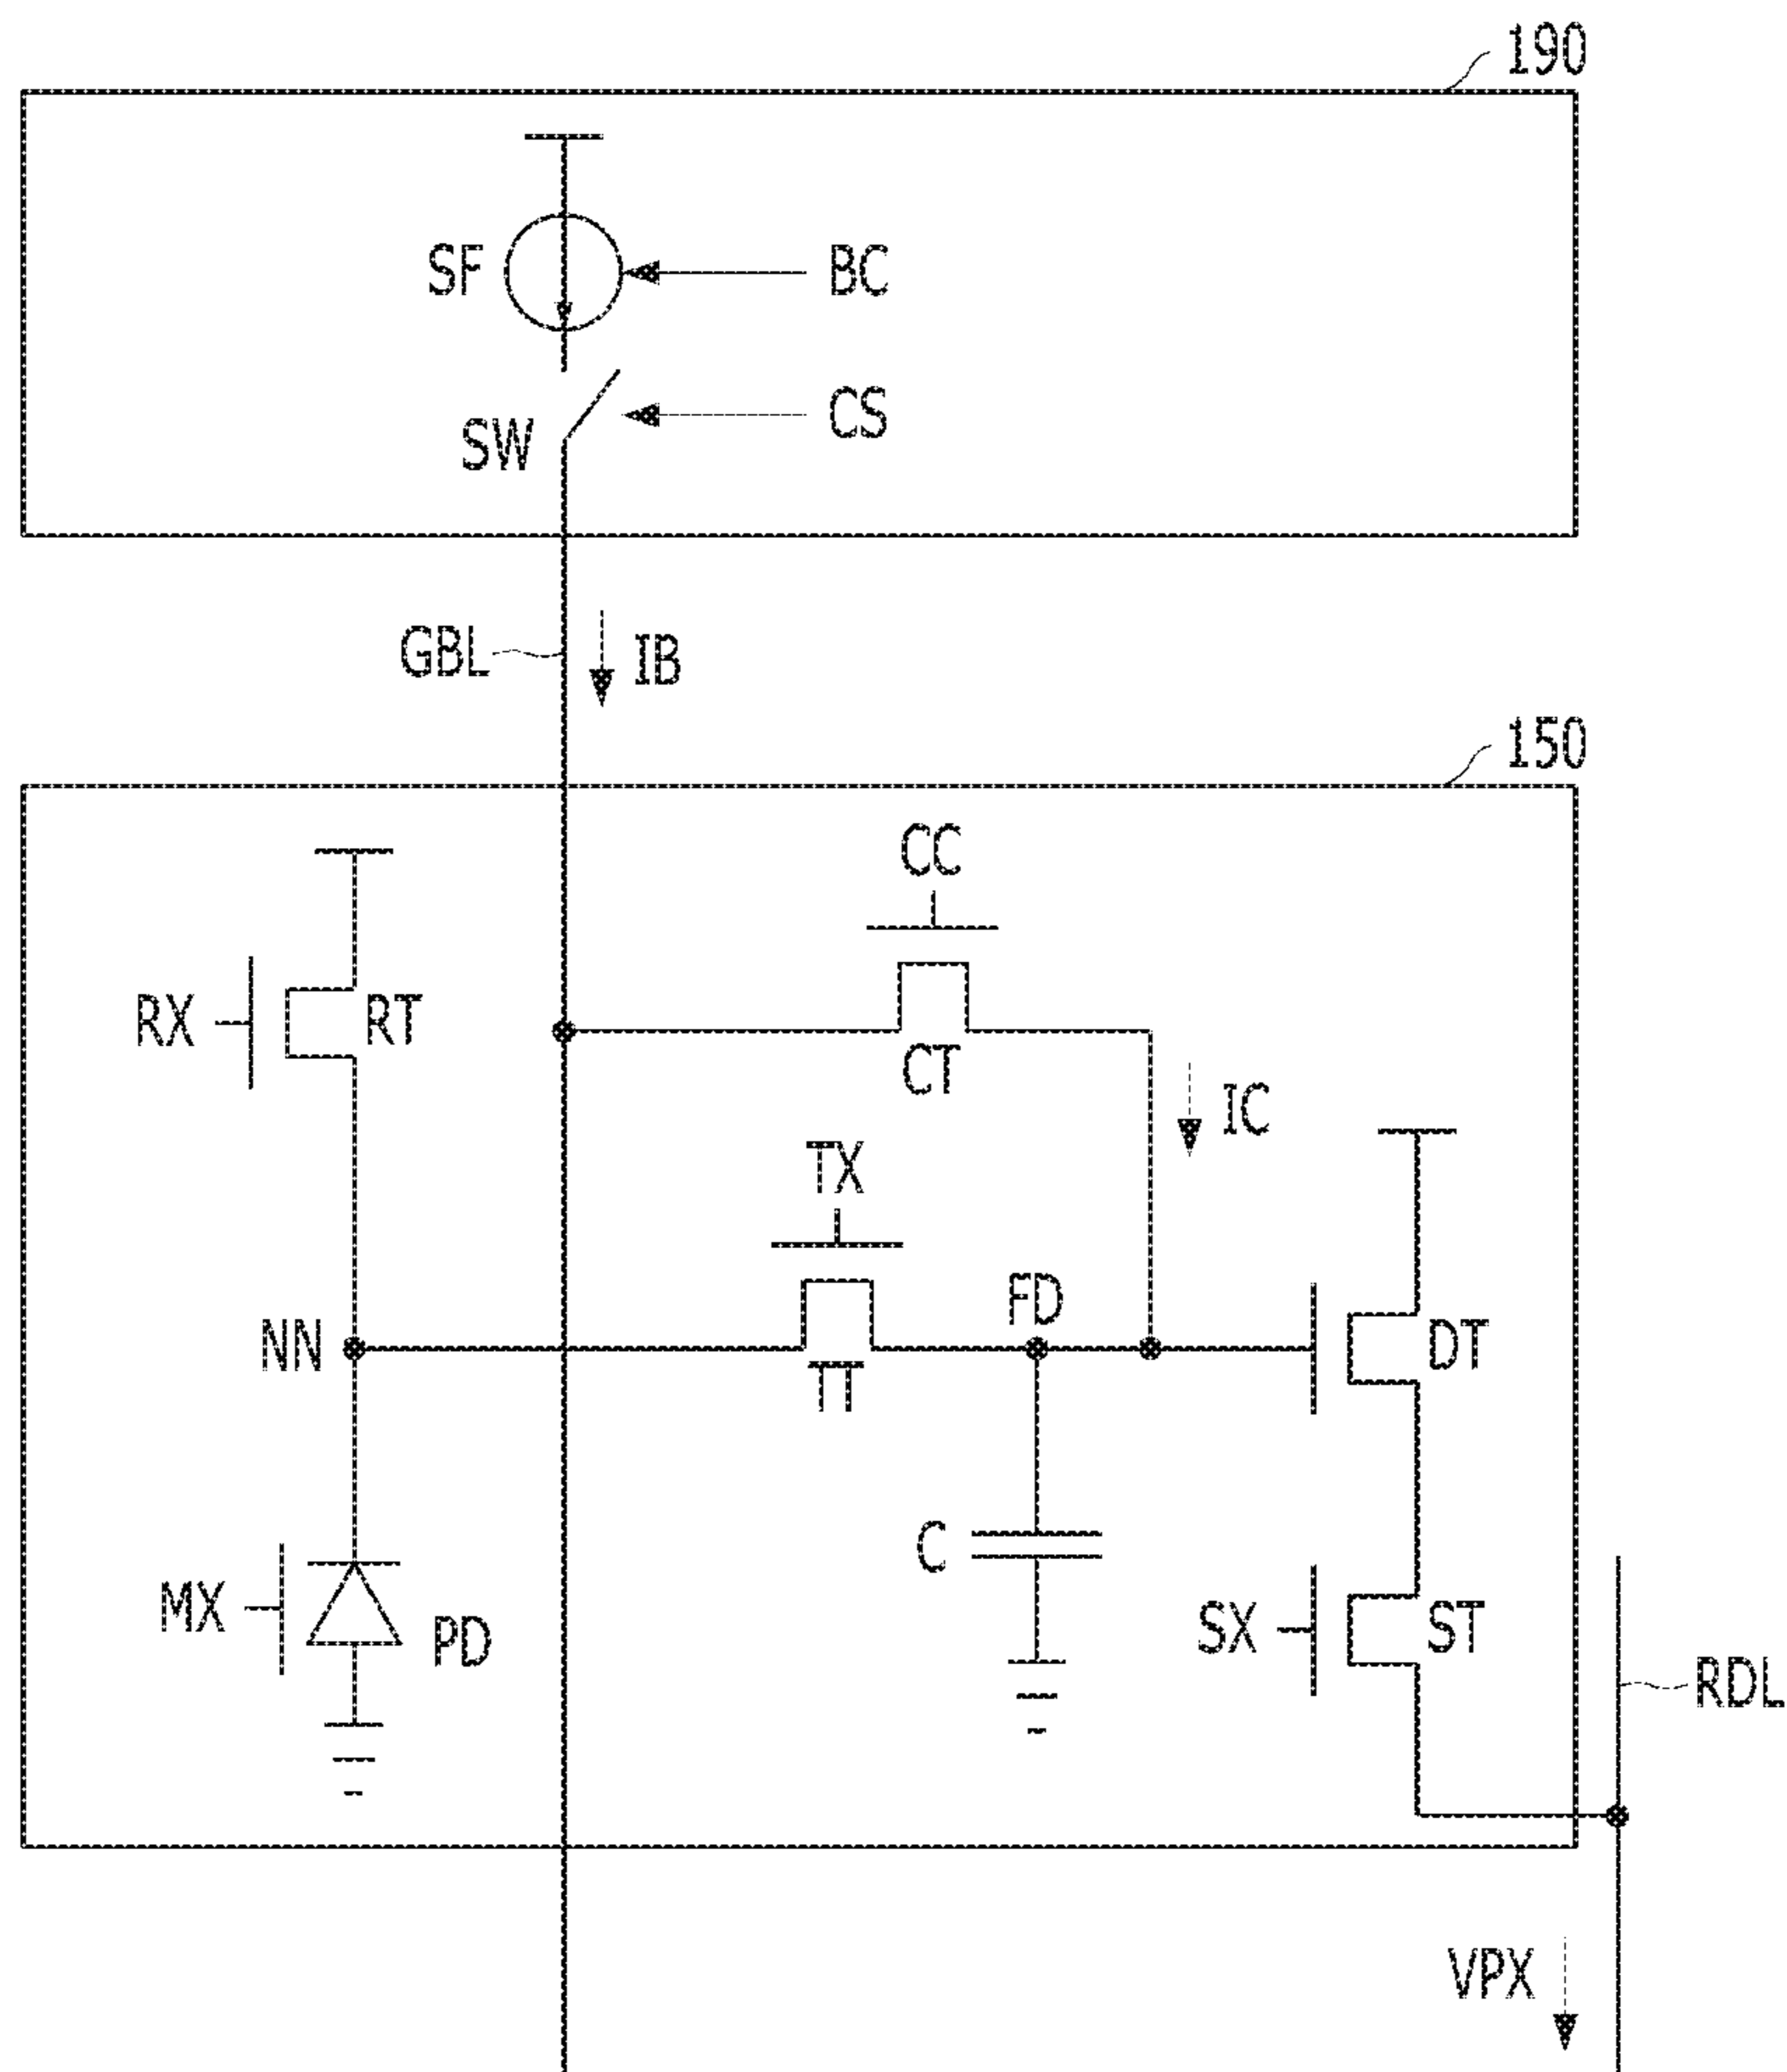 190
SF
BC
SW
CS
GBL
IB
150
CC
RX
RT
CT
IC
TX
FD
NN
TT
DT
C
MX
PD
SX
ST
RDL
VPX